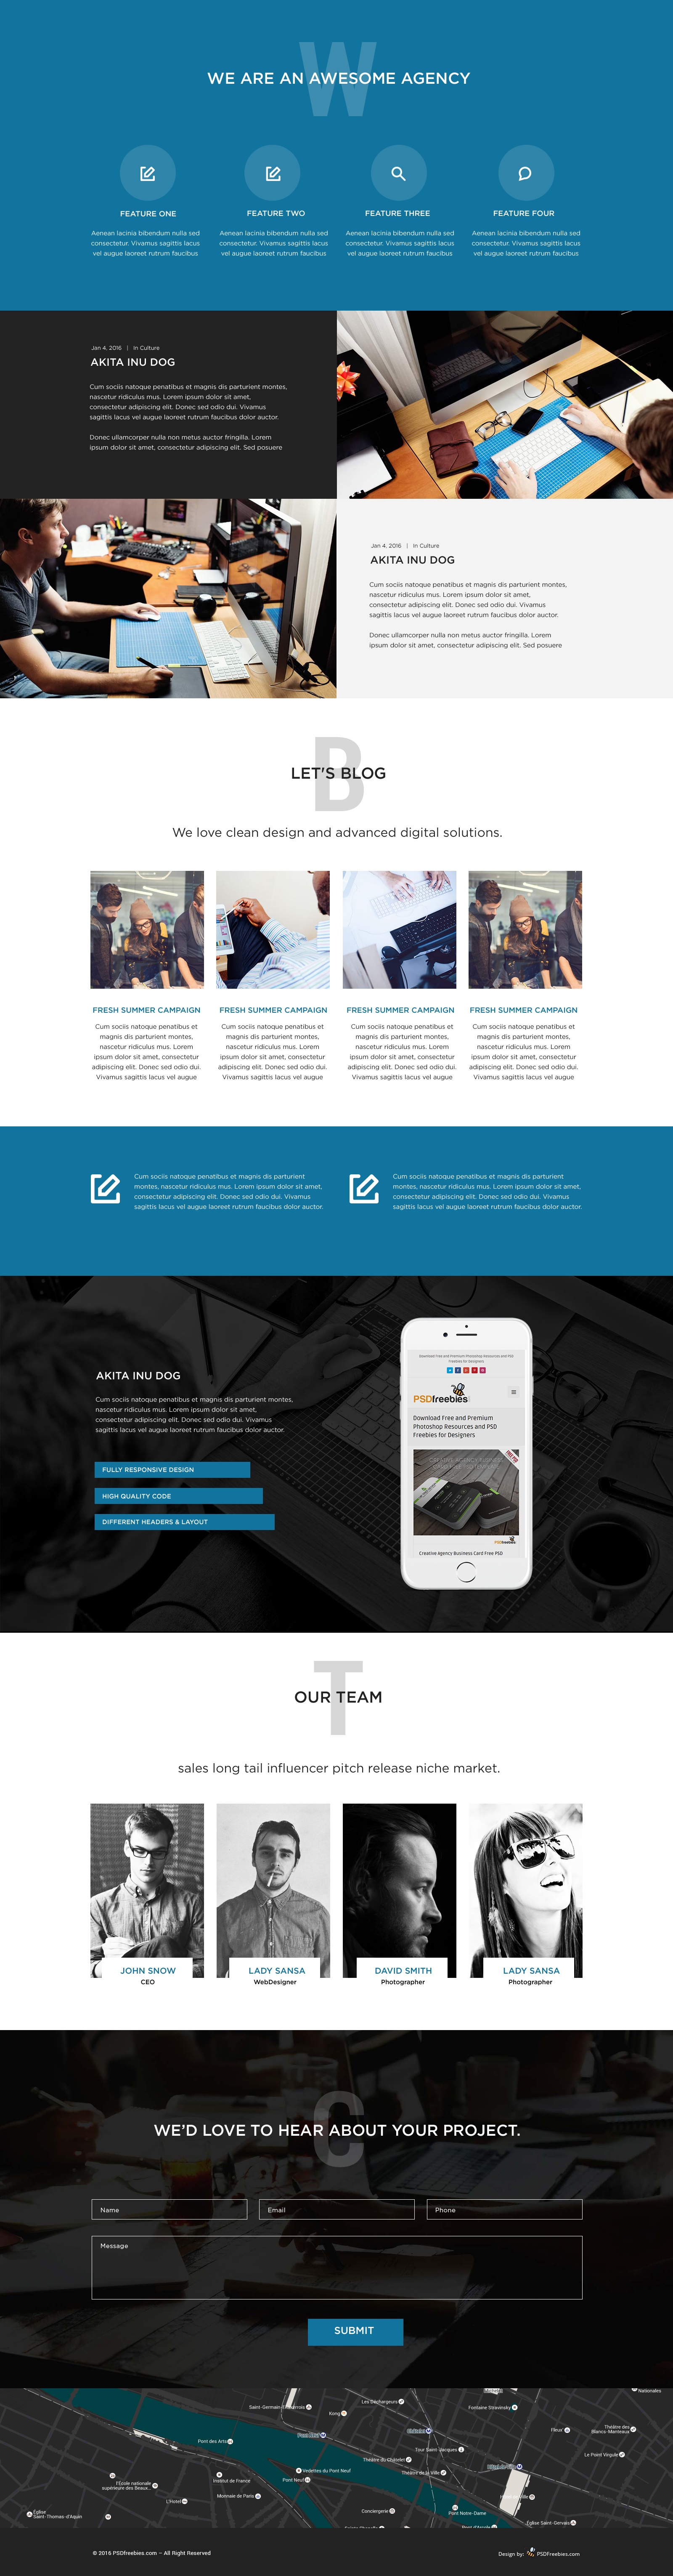 W
WE ARE AN AWESOME AGENCY
FEATURE ONE
Aenean lacinia bibendum nulla sed
consectetur. Vivamus sagittis lacus
vel augue laoreet rutrum faucibus
FEATURE TWO
Aenean lacinia bibendum nulla sed
consectetur. Vivamus sagittis lacus
vel augue laoreet rutrum faucibus
FEATURE THREE
Aenean lacinia bibendum nulla sed
consectetur. Vivamus sagittis lacus
vel augue laoreet rutrum faucibus
FEATURE FOUR
Aenean lacinia bibendum nulla sed
consectetur. Vivamus sagittis lacus
vel augue laoreet rutrum faucibus
Jan 4, 2016 | In Culture
AKITA INU DOG
Cum sociis natoque penatibus et magnis dis parturient montes,
nascetur ridiculus mus. Lorem ipsum dolor sit amet,
consectetur adipiscing elit. Donec sed odio dui. Vivamus
sagittis lacus vel augue laoreet rutrum faucibus dolor auctor.
Donec ullamcorper nulla non metus auctor fringilla. Lorem
ipsum dolor sit amet, consectetur adipiscing elit. Sed posuere
Jan 4, 2016 | In Culture
AKITA INU DOG
Cum sociis natoque penatibus et magnis dis parturient montes,
nascetur ridiculus mus. Lorem ipsum dolor sit amet,
consectetur adipiscing elit. Donec sed odio dui. Vivamus
sagittis lacus vel augue laoreet rutrum faucibus dolor auctor.
Donec ullamcorper nulla non metus auctor fringilla. Lorem
ipsum dolor sit amet, consectetur adipiscing elit. Sed posuere
B
LET'S BLOG
We love clean design and advanced digital solutions.
FRESH SUMMER CAMPAIGN
Cum sociis natoque penatibus et
magnis dis parturient montes,
nascetur ridiculus mus. Lorem
ipsum dolor sit amet, consectetur
adipiscing elit. Donec sed odio dui.
Vivamus sagittis lacus vel augue
FRESH SUMMER CAMPAIGN
Cum sociis natoque penatibus et
magnis dis parturient montes,
nascetur ridiculus mus. Lorem
ipsum dolor sit amet, consectetur
adipiscing elit. Donec sed odio dui.
Vivamus sagittis lacus vel augue
FRESH SUMMER CAMPAIGN
Cum sociis natoque penatibus et
magnis dis parturient montes,
nascetur ridiculus mus. Lorem
ipsum dolor sit amet, consectetur
adipiscing elit. Donec sed odio dui.
Vivamus sagittis lacus vel augue
FRESH SUMMER CAMPAIGN
Cum sociis natoque penatibus et
magnis dis parturient montes,
nascetur ridiculus mus. Lorem
ipsum dolor sit amet, consectetur
adipiscing elit. Donec sed odio dui.
Vivamus sagittis lacus vel augue
Cum sociis natoque penatibus et magnis dis parturient
montes, nascetur ridiculus mus. Lorem ipsum dolor sit amet,
consectetur adipiscing elit. Donec sed odio dui. Vivamus
sagittis lacus vel augue laoreet rutrum faucibus dolor auctor.
Cum sociis natoque penatibus et magnis dis parturient
montes, nascetur ridiculus mus. Lorem ipsum dolor sit amet,
consectetur adipiscing elit. Donec sed odio dui. Vivamus
sagittis lacus vel augue laoreet rutrum faucibus dolor auctor.
AKITA INU DOG
Cum sociis natoque penatibus et magnis dis parturient montes,
nascetur ridiculus mus. Lorem ipsum dolor sit amet,
consectetur adipiscing elit. Donec sed odio dui. Vivamus
sagittis lacus vel augue laoreet rutrum faucibus dolor auctor.
FULLY RESPONSIVE DESIGN
HIGH QUALITY CODE
DIFFERENT HEADERS & LAYOUT
Download Free and Premium Photoshop Resources and PSD
Freebies for Designers
PSDfreebies
Download Free and Premium
Photoshop Resources and PSD
Freebies for Designers
FREE PSD
PSDfreebies
Creative Agency Business Card Free PSD
T
OUR TEAM
sales long tail influencer pitch release niche market.
JOHN SNOW
CEO
LADY SANSA
WebDesigner
DAVID SMITH
Photographer
LADY SANSA
Photographer
C
WE'D LOVE TO HEAR ABOUT YOUR PROJECT.
Name
Email
Phone
Message
SUBMIT
Nationales
Les Déchargeurs
Kong
Fontaine Stravinsky
Pont des Arts
Théâtre des
Blancs-Manteaux
Tour Saint-Jacques
Théâtre du Châtelet
Le Point Virgule
Vedettes du Pont Neuf
Théâtre de la Ville
Institut de France
Pont Neuf
l'École nationale
supérieure des Beaux...
Monnaie de Paris
L'Hotel
Conciergerie
Pont Notre-Dame
Église
Saint-Thomas-d'Aquin
Église Saint-Gervais
© 2016 PSDfreebies.com – All Right Reserved
Design by: PSDFreebies.com